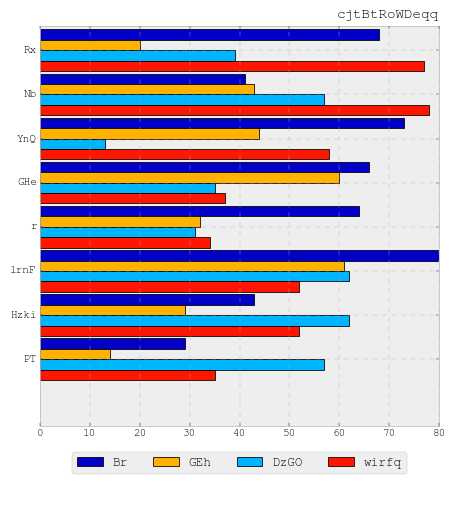 cjtBtRoWDeqq
Rx
Nb
YnQ
GHe
r
lrnF
Hzki
PT
0 10 20 30 40 50 60 70 80
Br GEh DzGO wirfq